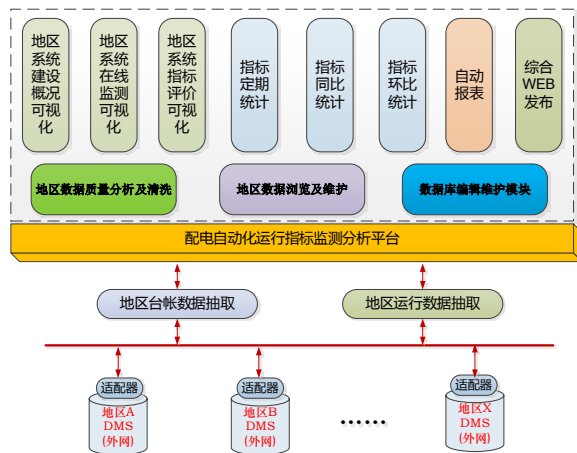 地区
系统
建设
概况
可视
化
地区
系统
在线
监测
可视
化
地区
系统
指标
评价
可视
化
指标
定期
统计
指标
同比
统计
指标
环比
统计
自动
报表
综合
WEB
发布
地区数据质量分析及清洗
地区数据浏览及维护
数据库编辑维护模块
配电自动化运行指标监测分析平台
地区台帐数据抽取
地区运行数据抽取
适配器
地区A
DMS
(外网)
适配器
地区B
DMS
(外网)
……
适配器
地区X
DMS
(外网)